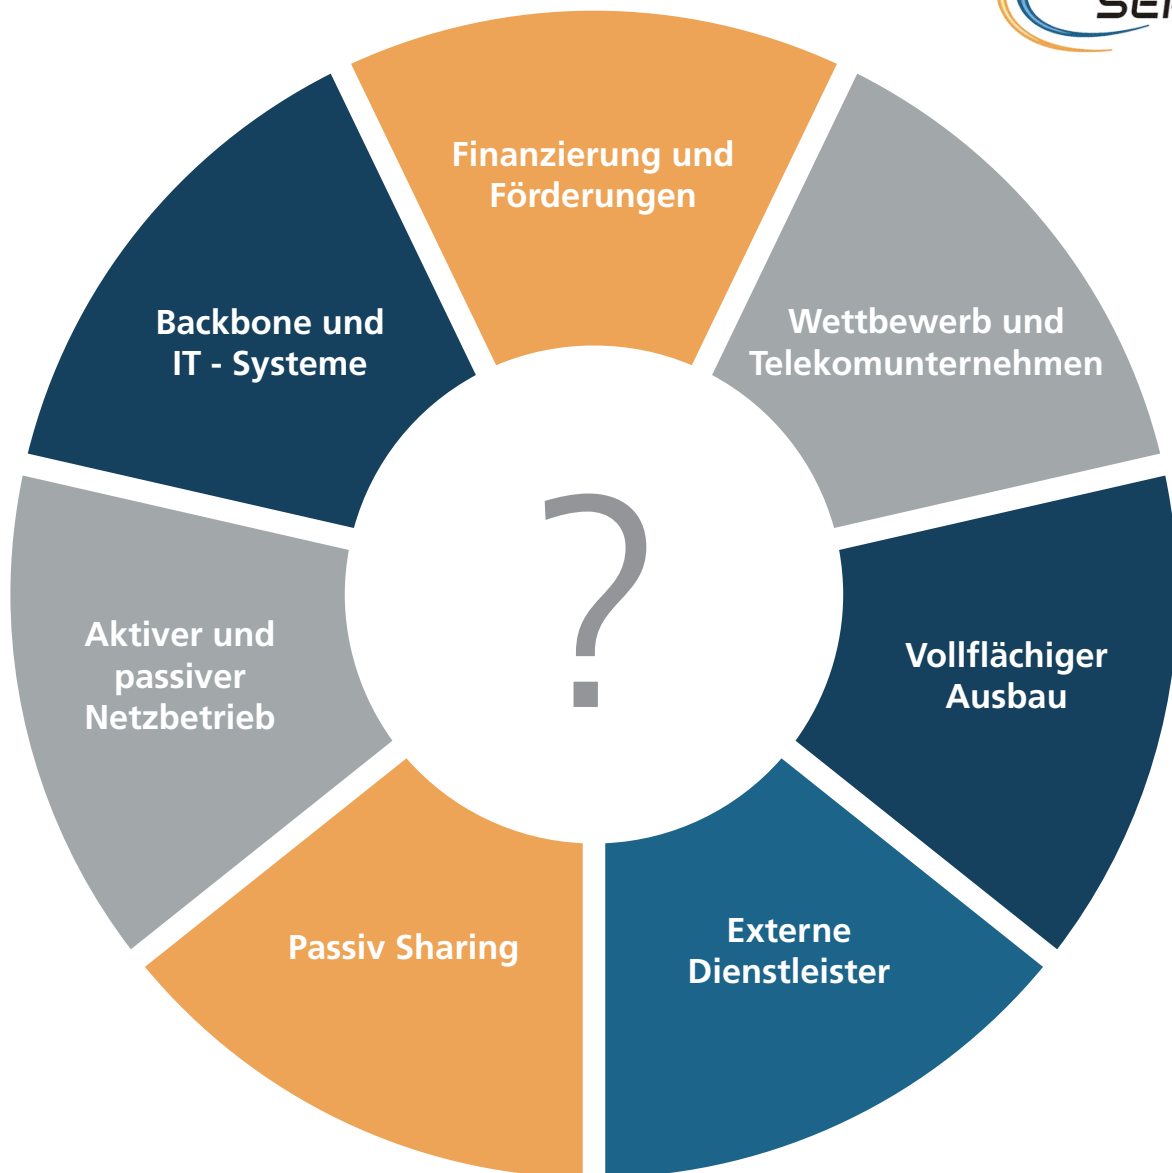 Finanzierung und
Förderungen
Wettbewerb und
Telekomunternehmen
Vollflächiger
Ausbau
Externe
Dienstleister
Passiv Sharing
Aktiver und
passiver
Netzbetrieb
Backbone und
IT - Systeme
?